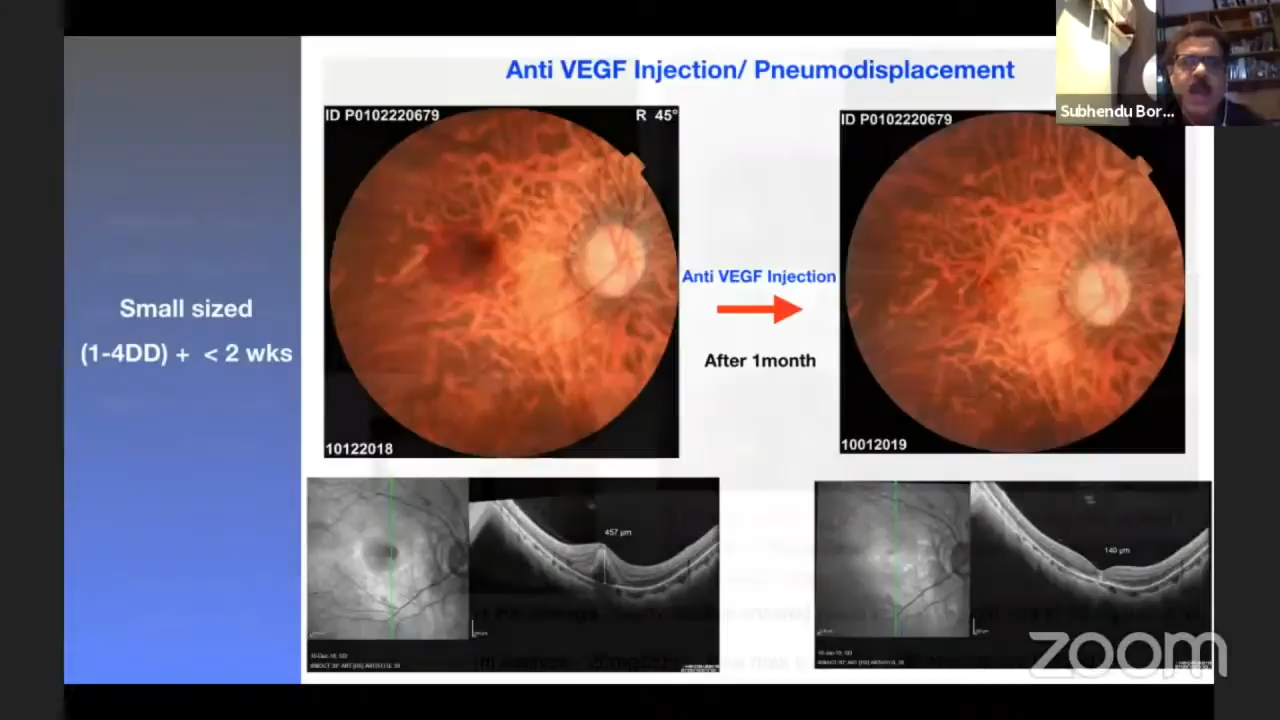 Anti VEGF Injection/ Pneumodisplacement
Subhendu Bor...
ID P0102220679
R 45°
ID P0102220679
Small sized
(1-4DD) + < 2 wks
Anti VEGF Injection
After 1month
10122018
10012019
457 µm
140 µm
zoom